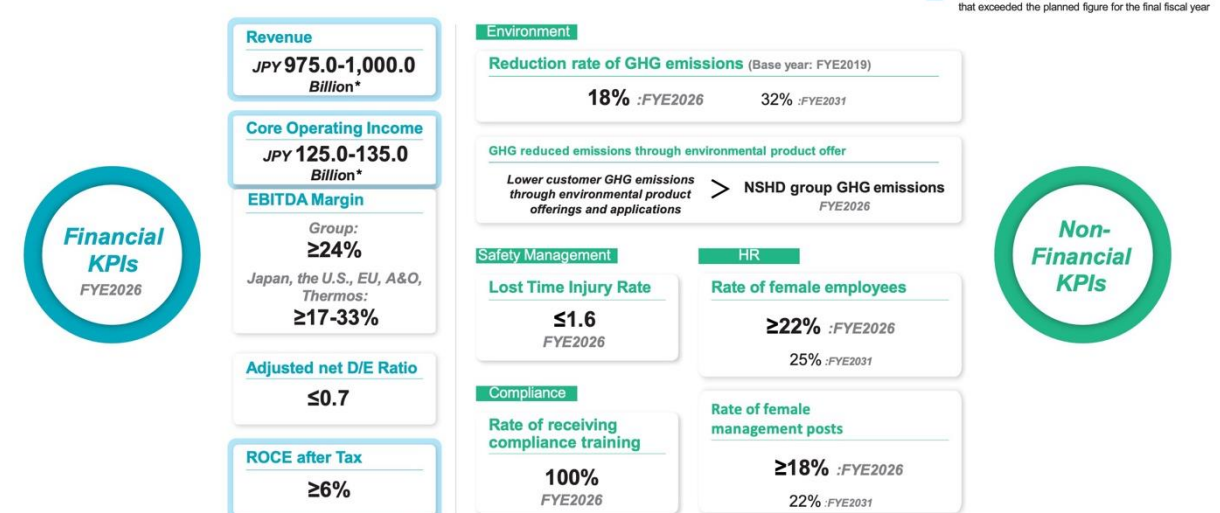 that exceeded the planned figure for the final fiscal year
Financial
KPIs
FYE2026
Revenue
JPY 975.0-1,000.0
Billion*
Core Operating Income
JPY 125.0-135.0
Billion*
EBITDA Margin
Group:
≥24%
Japan, the U.S., EU, A&O,
Thermos:
≥17-33%
Adjusted net D/E Ratio
≤0.7
ROCE after Tax
≥6%
Environment
Reduction rate of GHG emissions (Base year: FYE2019)
18% :FYE2026 32% :FYE2031
GHG reduced emissions through environmental product offer
Lower customer GHG emissions
through environmental product
offerings and applications
> NSHD group GHG emissions
FYE2026
Safety Management
Lost Time Injury Rate
≤1.6
FYE2026
Compliance
Rate of receiving
compliance training
100%
FYE2026
HR
Rate of female employees
≥22% :FYE2026
25% :FYE2031
Rate of female
management posts
≥18% :FYE2026
22% :FYE2031
Non-
Financial
KPIs